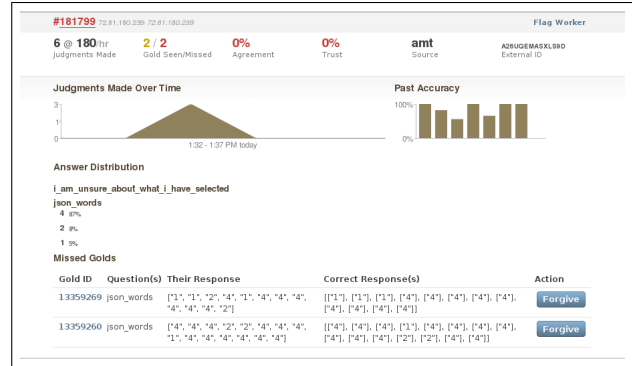 #181799 72.81.180.239 72.81.180.239 Flag Worker
6 @ 180/hr 2 / 2 0% 0% amt A26UGEMASXLS9D
Judgments Made Gold Seen/Missed Agreement Trust Source External ID
Judgments Made Over Time Past Accuracy
3 100%
1
0 0%
1:32 - 1:37 PM today
Answer Distribution
i_am_unsure_about_what_i_have_selected
json_words
4 87%
2 8%
1 5%
Missed Golds
Gold ID Question(s) Their Response Correct Response(s) Action
13359269 json_words ["1", "1", "2", "4", "1", "4", "4", "4", [["1"], ["1"], ["1"], ["4"], ["4"], ["4"], ["4"], ["4"], Forgive
"4", "4", "4", "2"] ["4"], ["4"], ["4"], ["4"]]
13359260 json_words ["4", "4", "4", "2", "2", "4", "4", "4", [["4"], ["4"], ["4"], ["1"], ["4"], ["4"], ["4"], ["4"], Forgive
"1", "4", "4", "4", "4", "4", "4"] ["4"], ["4"], ["4"], ["2"], ["2"], ["4"], ["4"]]